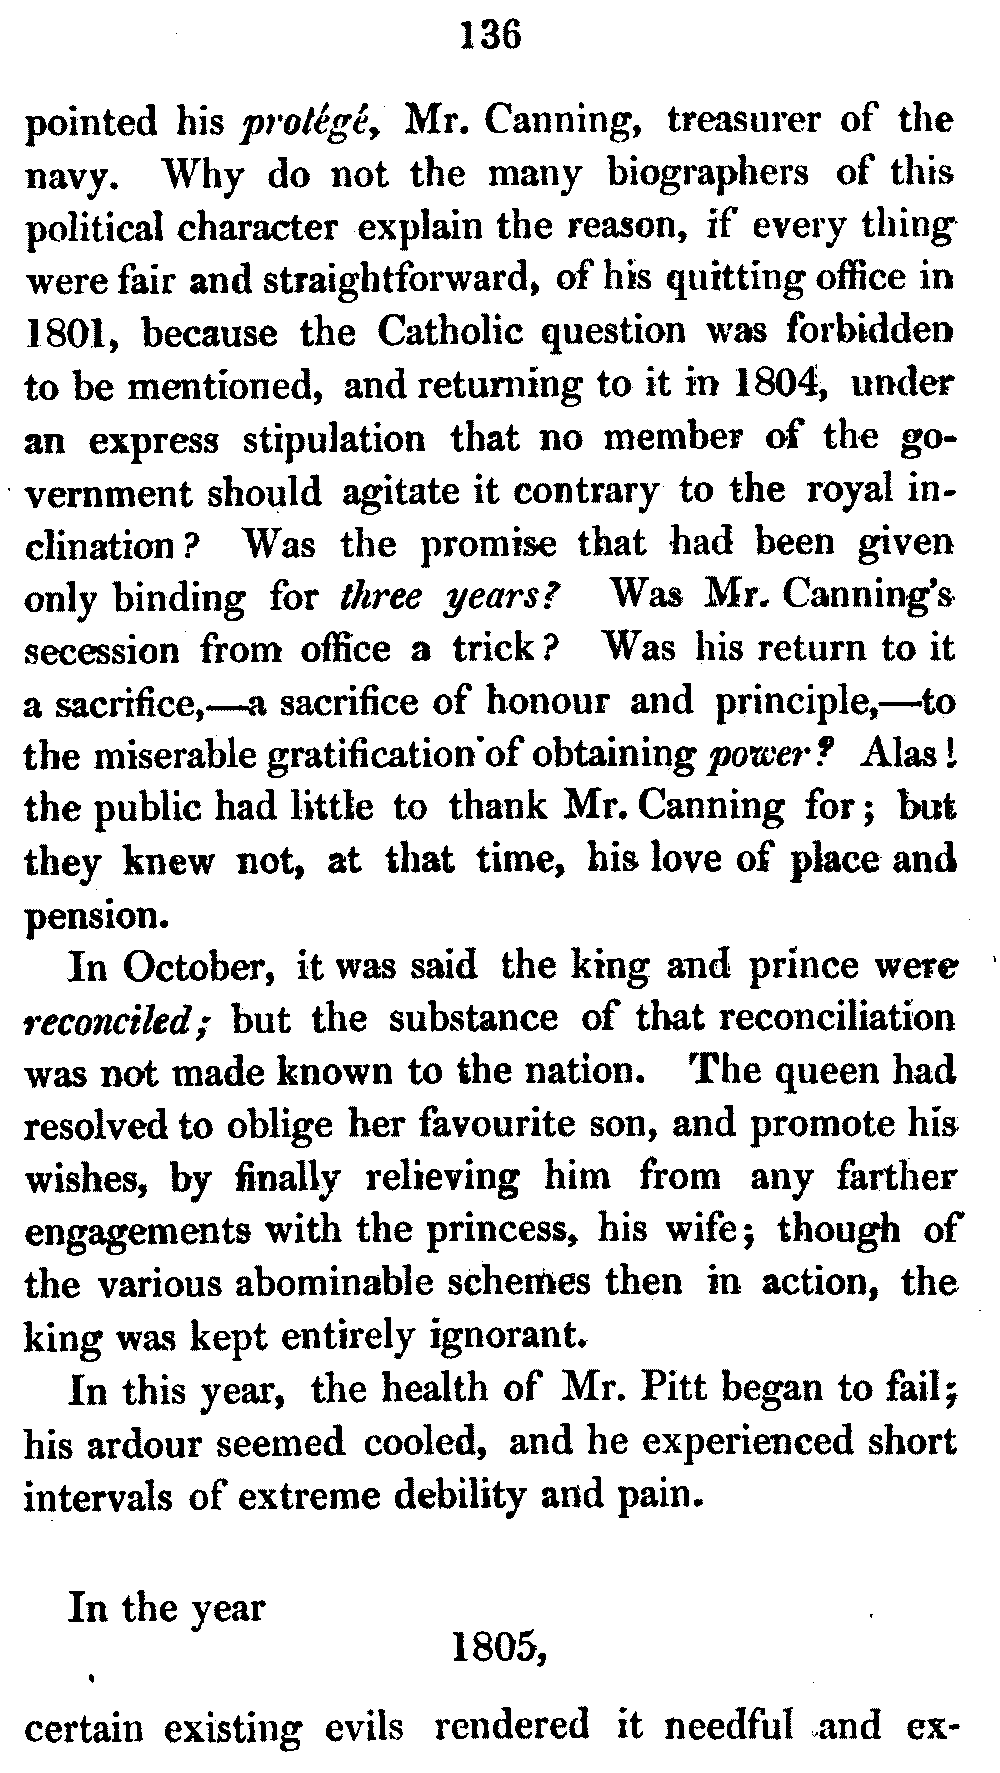 136
pointed his protégé, Mr. Canning, treasurer of the
navy. Why do not the many biographers of this
political character explain the reason, if every thing
were fair and straightforward, of his quitting office in
1801, because the Catholic question was forbidden
to be mentioned, and returning to it in 1804, under
an express stipulation that no member of the go-
vernment should agitate it contrary to the royal in-
clination? Was the promise that had been given
only binding for three years? Was Mr. Canning's
secession from office a trick? Was his return to it
a sacrifice,—a sacrifice of honour and principle,—to
the miserable gratification of obtaining power? Alas!
the public had little to thank Mr. Canning for; but
they knew not, at that time, his love of place and
pension.
In October, it was said the king and prince were
reconciled; but the substance of that reconciliation
was not made known to the nation. The queen had
resolved to oblige her favourite son, and promote his
wishes, by finally relieving him from any farther
engagements with the princess, his wife; though of
the various abominable schemes then in action, the
king was kept entirely ignorant.
In this year, the health of Mr. Pitt began to fail;
his ardour seemed cooled, and he experienced short
intervals of extreme debility and pain.
In the year
1805,
certain existing evils rendered it needful and ex-